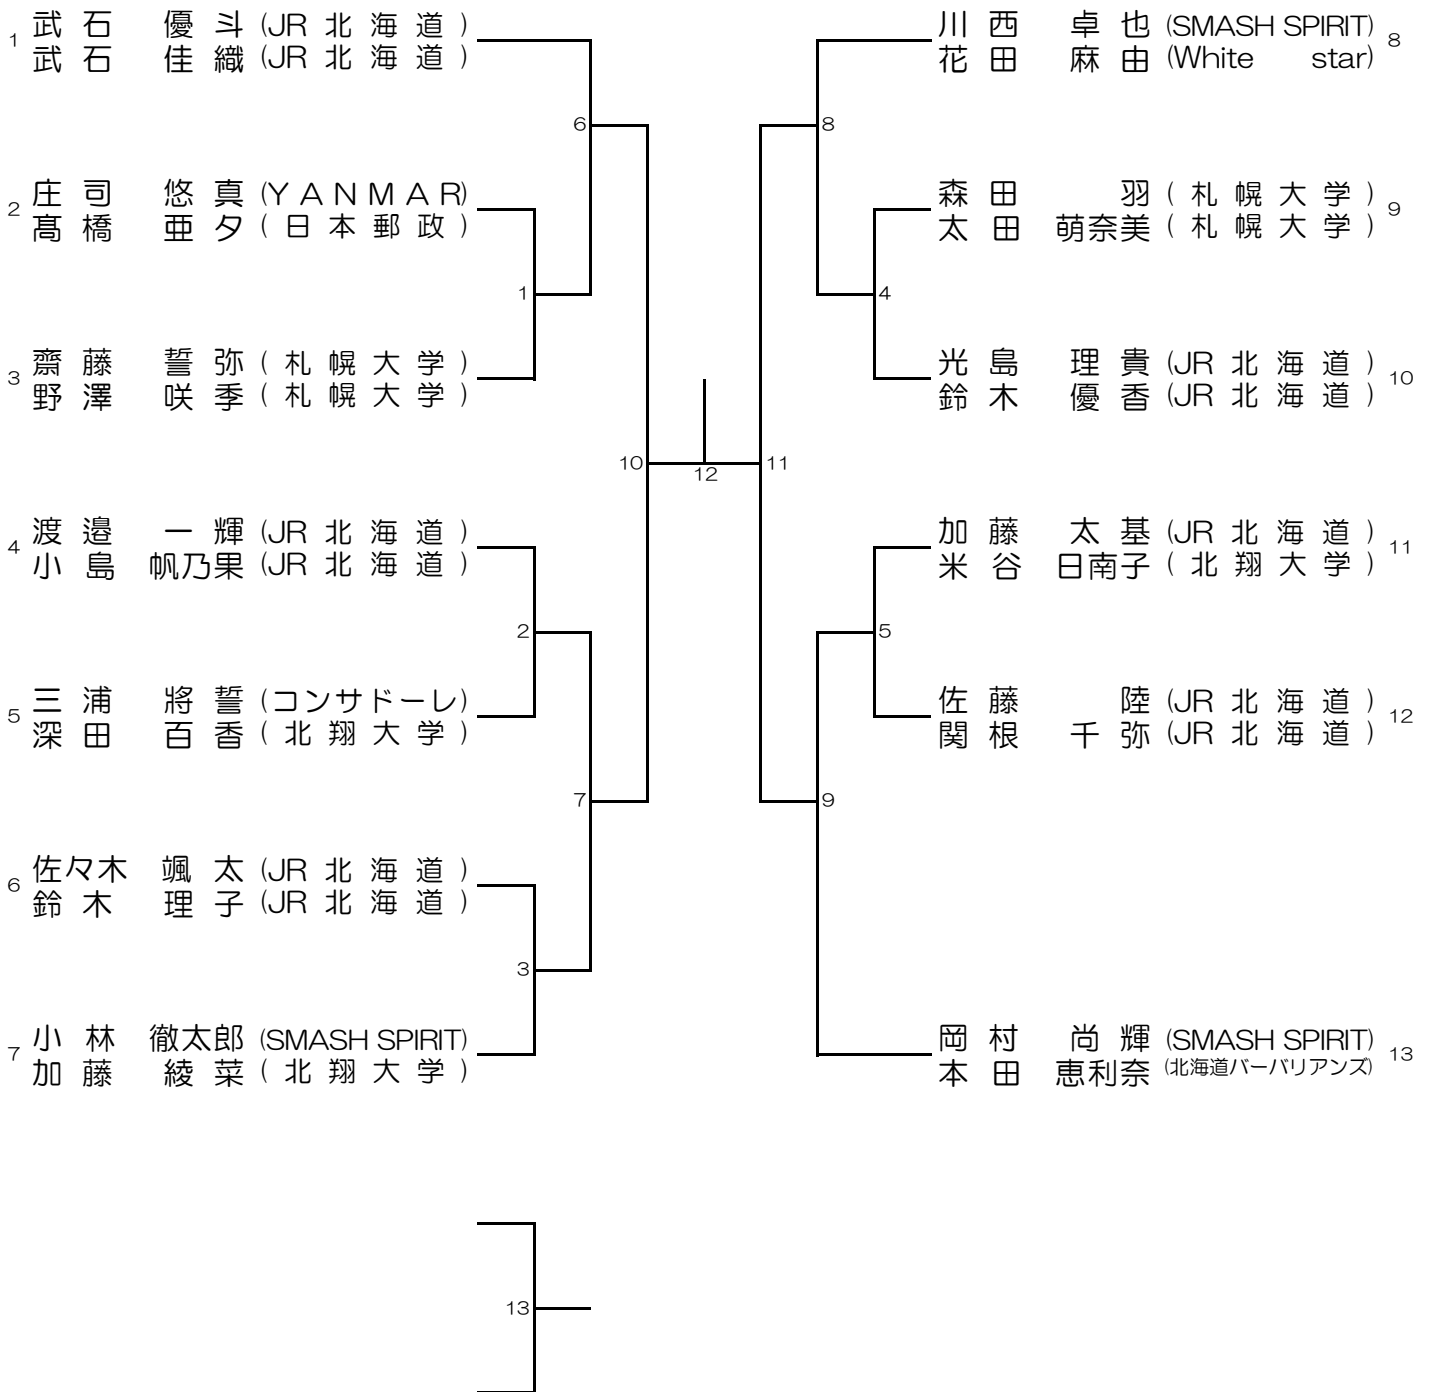 1 武石 優斗 (JR北海道)
武石 佳織 (JR北海道)
2 庄司 悠真 (YANMAR)
髙橋 亜夕 (日本郵政)
3 齋藤 誓弥 (札幌大学)
野澤 咲季 (札幌大学)
4 渡邉 一輝 (JR北海道)
小島 帆乃果 (JR北海道)
5 三浦 將誓 (コンサドーレ)
深田 百香 (北翔大学)
6 佐々木 颯太 (JR北海道)
鈴木 理子 (JR北海道)
7 小林 徹太郎 (SMASH SPIRIT)
加藤 綾菜 (北翔大学)
6
1
10
2
7
3
12
13
川西 卓也 (SMASH SPIRIT) 8
花田 麻由 (White star)
森田 羽 (札幌大学) 9
太田 萌奈美 (札幌大学)
光島 理貴 (JR北海道) 10
鈴木 優香 (JR北海道)
加藤 太基 (JR北海道) 11
米谷 日南子 (北翔大学)
佐藤 陸 (JR北海道) 12
関根 千弥 (JR北海道)
岡村 尚輝 (SMASH SPIRIT) 13
本田 恵利奈 (北海道バーバリアンズ)
8
4
11
5
9